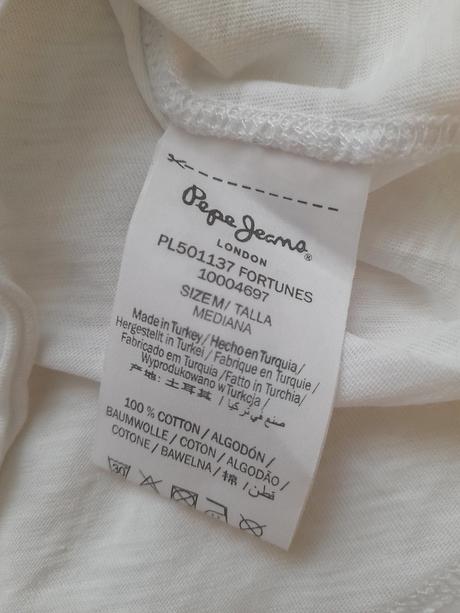 Pepe Jeans®
LONDON
PL501137 FORTUNES
10004697
SIZE M/ TALLA
MEDIANA
Made in Turkey / Hecho en Turquia /
Hergestellt in Turkei / Fabrique en Turquie /
Fabricado em Turquia /Fatto in Turchia/
Wyprodukowano w Turkcja /
产地: 土耳其 / صنع في تركيا
100 % COTTON / ALGODÓN /
BAUMWOLLE / COTON / ALGODÃO /
COTONE / BAWELNA / 棉 / قطن /
30